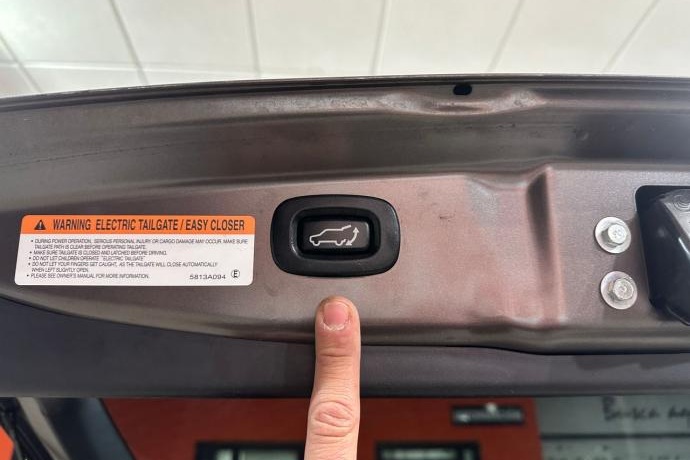 WARNING ELECTRIC TAILGATE / EASY CLOSER
• DURING POWER OPERATION, SERIOUS PERSONAL INJURY OR CARGO DAMAGE MAY OCCUR. MAKE SURE
TAILGATE PATH IS CLEAR BEFORE OPERATING TAILGATE.
• MAKE SURE TAILGATE IS CLOSED AND LATCHED BEFORE DRIVING.
• DO NOT LET CHILDREN OPERATE "ELECTRIC TAILGATE"
• DO NOT LET YOUR FINGERS GET CAUGHT, AS THE TAILGATE WILL CLOSE AUTOMATICALLY
WHEN LEFT SLIGHTLY OPEN.
• PLEASE SEE OWNER'S MANUAL FOR MORE INFORMATION.
5813A094 E
Busca